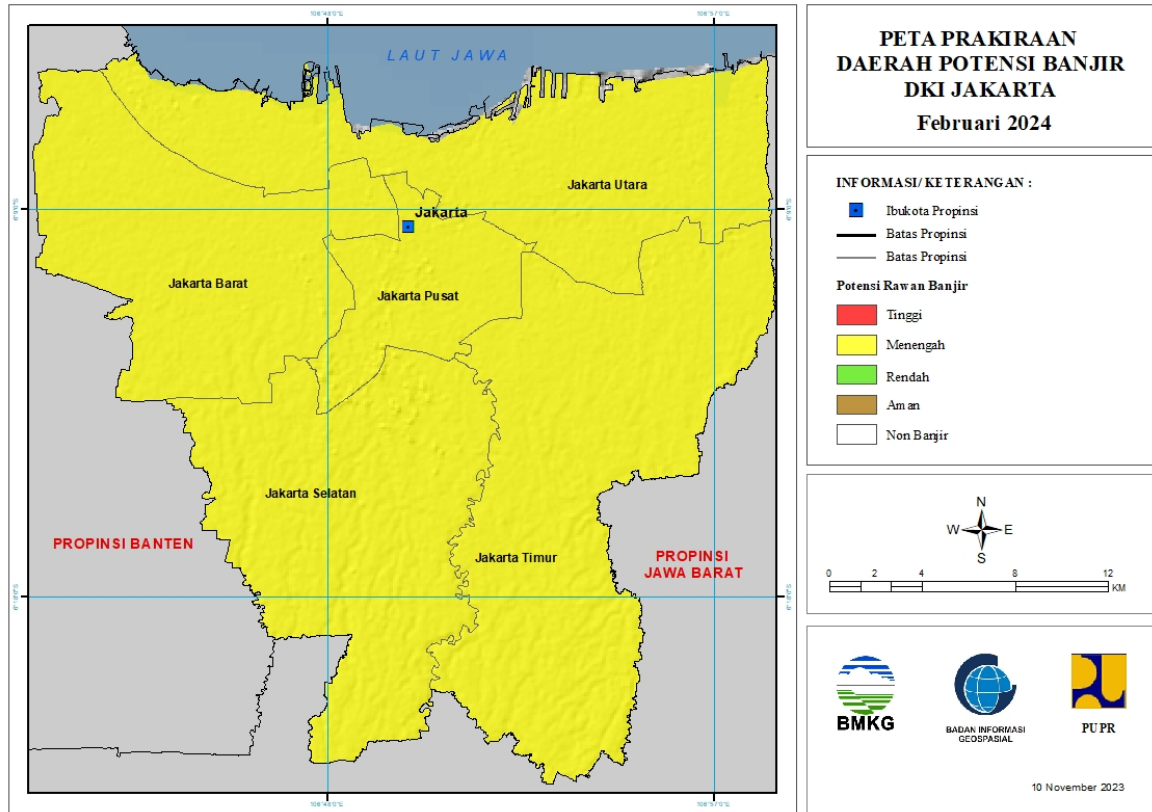 PETA PRAKIRAAN
DAERAH POTENSI BANJIR
DKI JAKARTA
Februari 2024
INFORMASI/ KETERANGAN :
Ibukota Propinsi
Batas Propinsi
Batas Propinsi
Potensi Rawan Banjir
Tinggi
Menengah
Rendah
Aman
Non Banjir
N
W E
S
0 2 4 8 12
KM
BMKG
BADAN INFORMASI
GEOSPASIAL
PUPR
10 November 2023
LAUT JAWA
Jakarta Utara
Jakarta
Jakarta Barat
Jakarta Pusat
Jakarta Selatan
Jakarta Timur
PROPINSI BANTEN
PROPINSI
JAWA BARAT